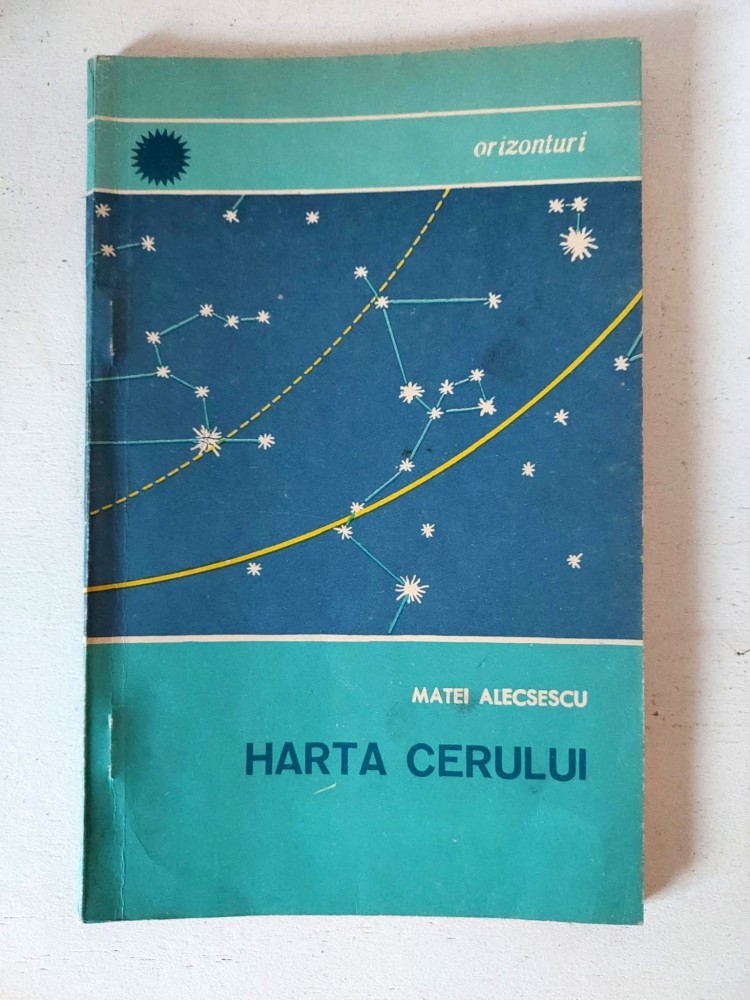 orizonturi
MATEI ALECSESCU
HARTA CERULUI